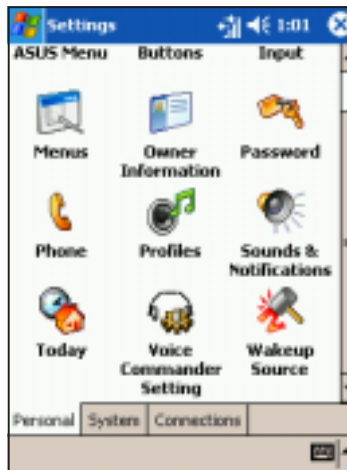 Settings 1:01
ASUS Menu Buttons Input
Menus Owner Information Password
Phone Profiles Sounds & Notifications
Today Voice Commander Setting Wakeup Source
Personal System Connections